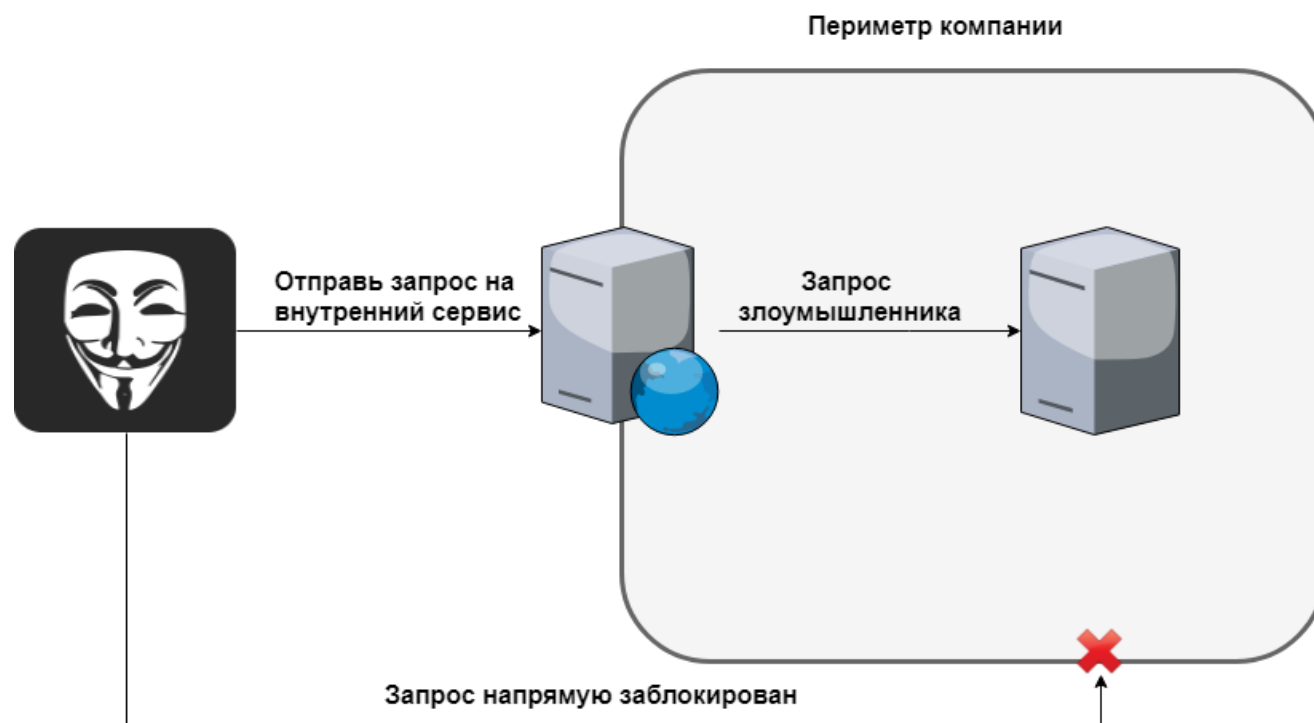 Периметр компании
Отправь запрос на
внутренний сервис
Запрос
злоумышленника
Запрос напрямую заблокирован